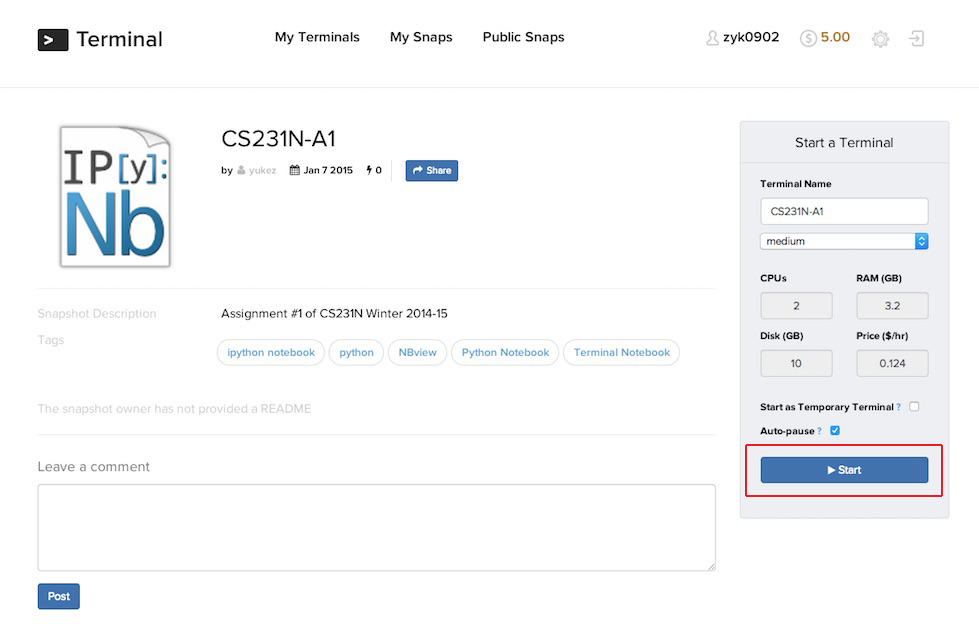 Terminal
My Terminals My Snaps Public Snaps
zyk0902 $ 5.00
IP[y]:
Nb
CS231N-A1
by yukez Jan 7 2015 0 Share
Snapshot Description Assignment #1 of CS231N Winter 2014-15
Tags ipython notebook python NBview Python Notebook Terminal Notebook
The snapshot owner has not provided a README
Leave a comment
Post
Start a Terminal
Terminal Name
CS231N-A1
medium
CPUs RAM (GB)
2 3.2
Disk (GB) Price ($/hr)
10 0.124
Start as Temporary Terminal ?
Auto-pause ?
Start